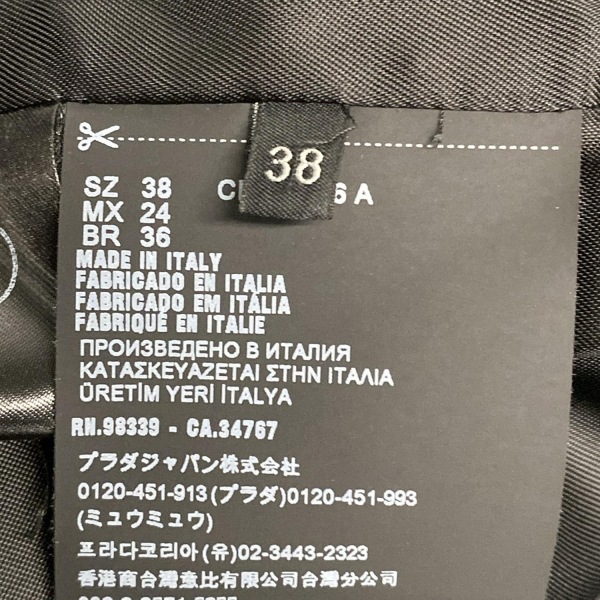 38
SZ 38
6 A
MX 24
BR 36
MADE IN ITALY
FABRICADO EN ITALIA
FABRICADO EM ITÁLIA
FABRIQUÉ EN ITALIE
ПРОИЗВЕДЕНО В ИТАЛИЯ
ΚΑΤΑΣΚΕΥΑΖΕΤΑΙ ΣΤΗΝ ΙΤΑΛΙΑ
ÜRETİM YERİ İTALYA
RN.98339 - CA.34767
プラダジャパン株式会社
0120-451-913(プラダ)0120-451-993
(ミュウミュウ)
프라다코리아(유)02-3443-2323
香港商台灣意比有限公司台灣分公司